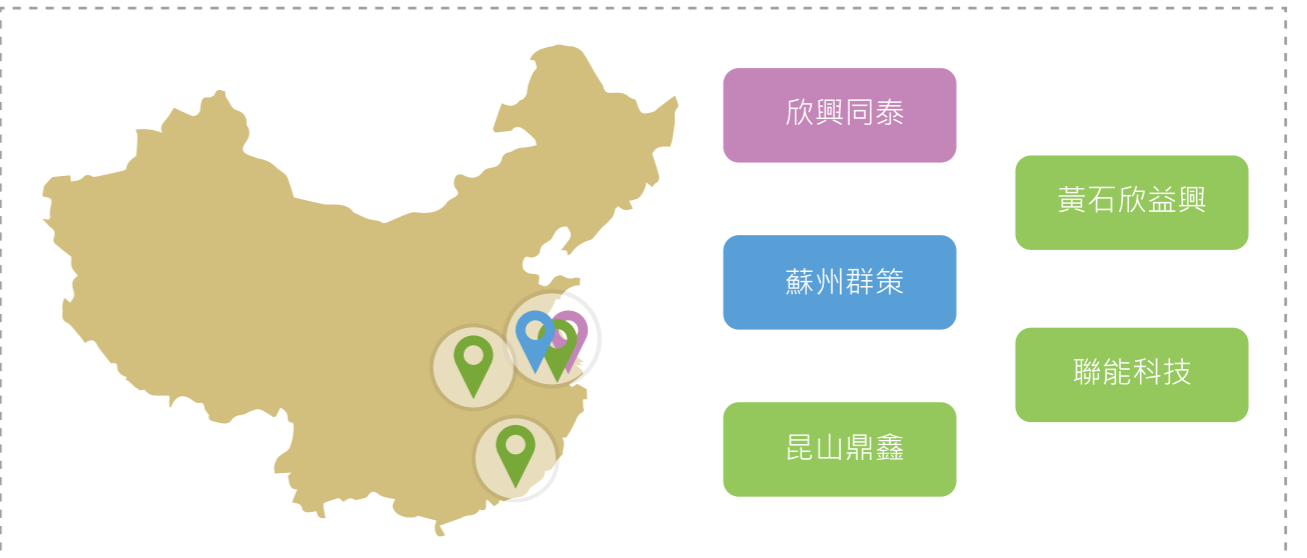 欣興同泰
黃石欣益興
蘇州群策
聯能科技
昆山鼎鑫